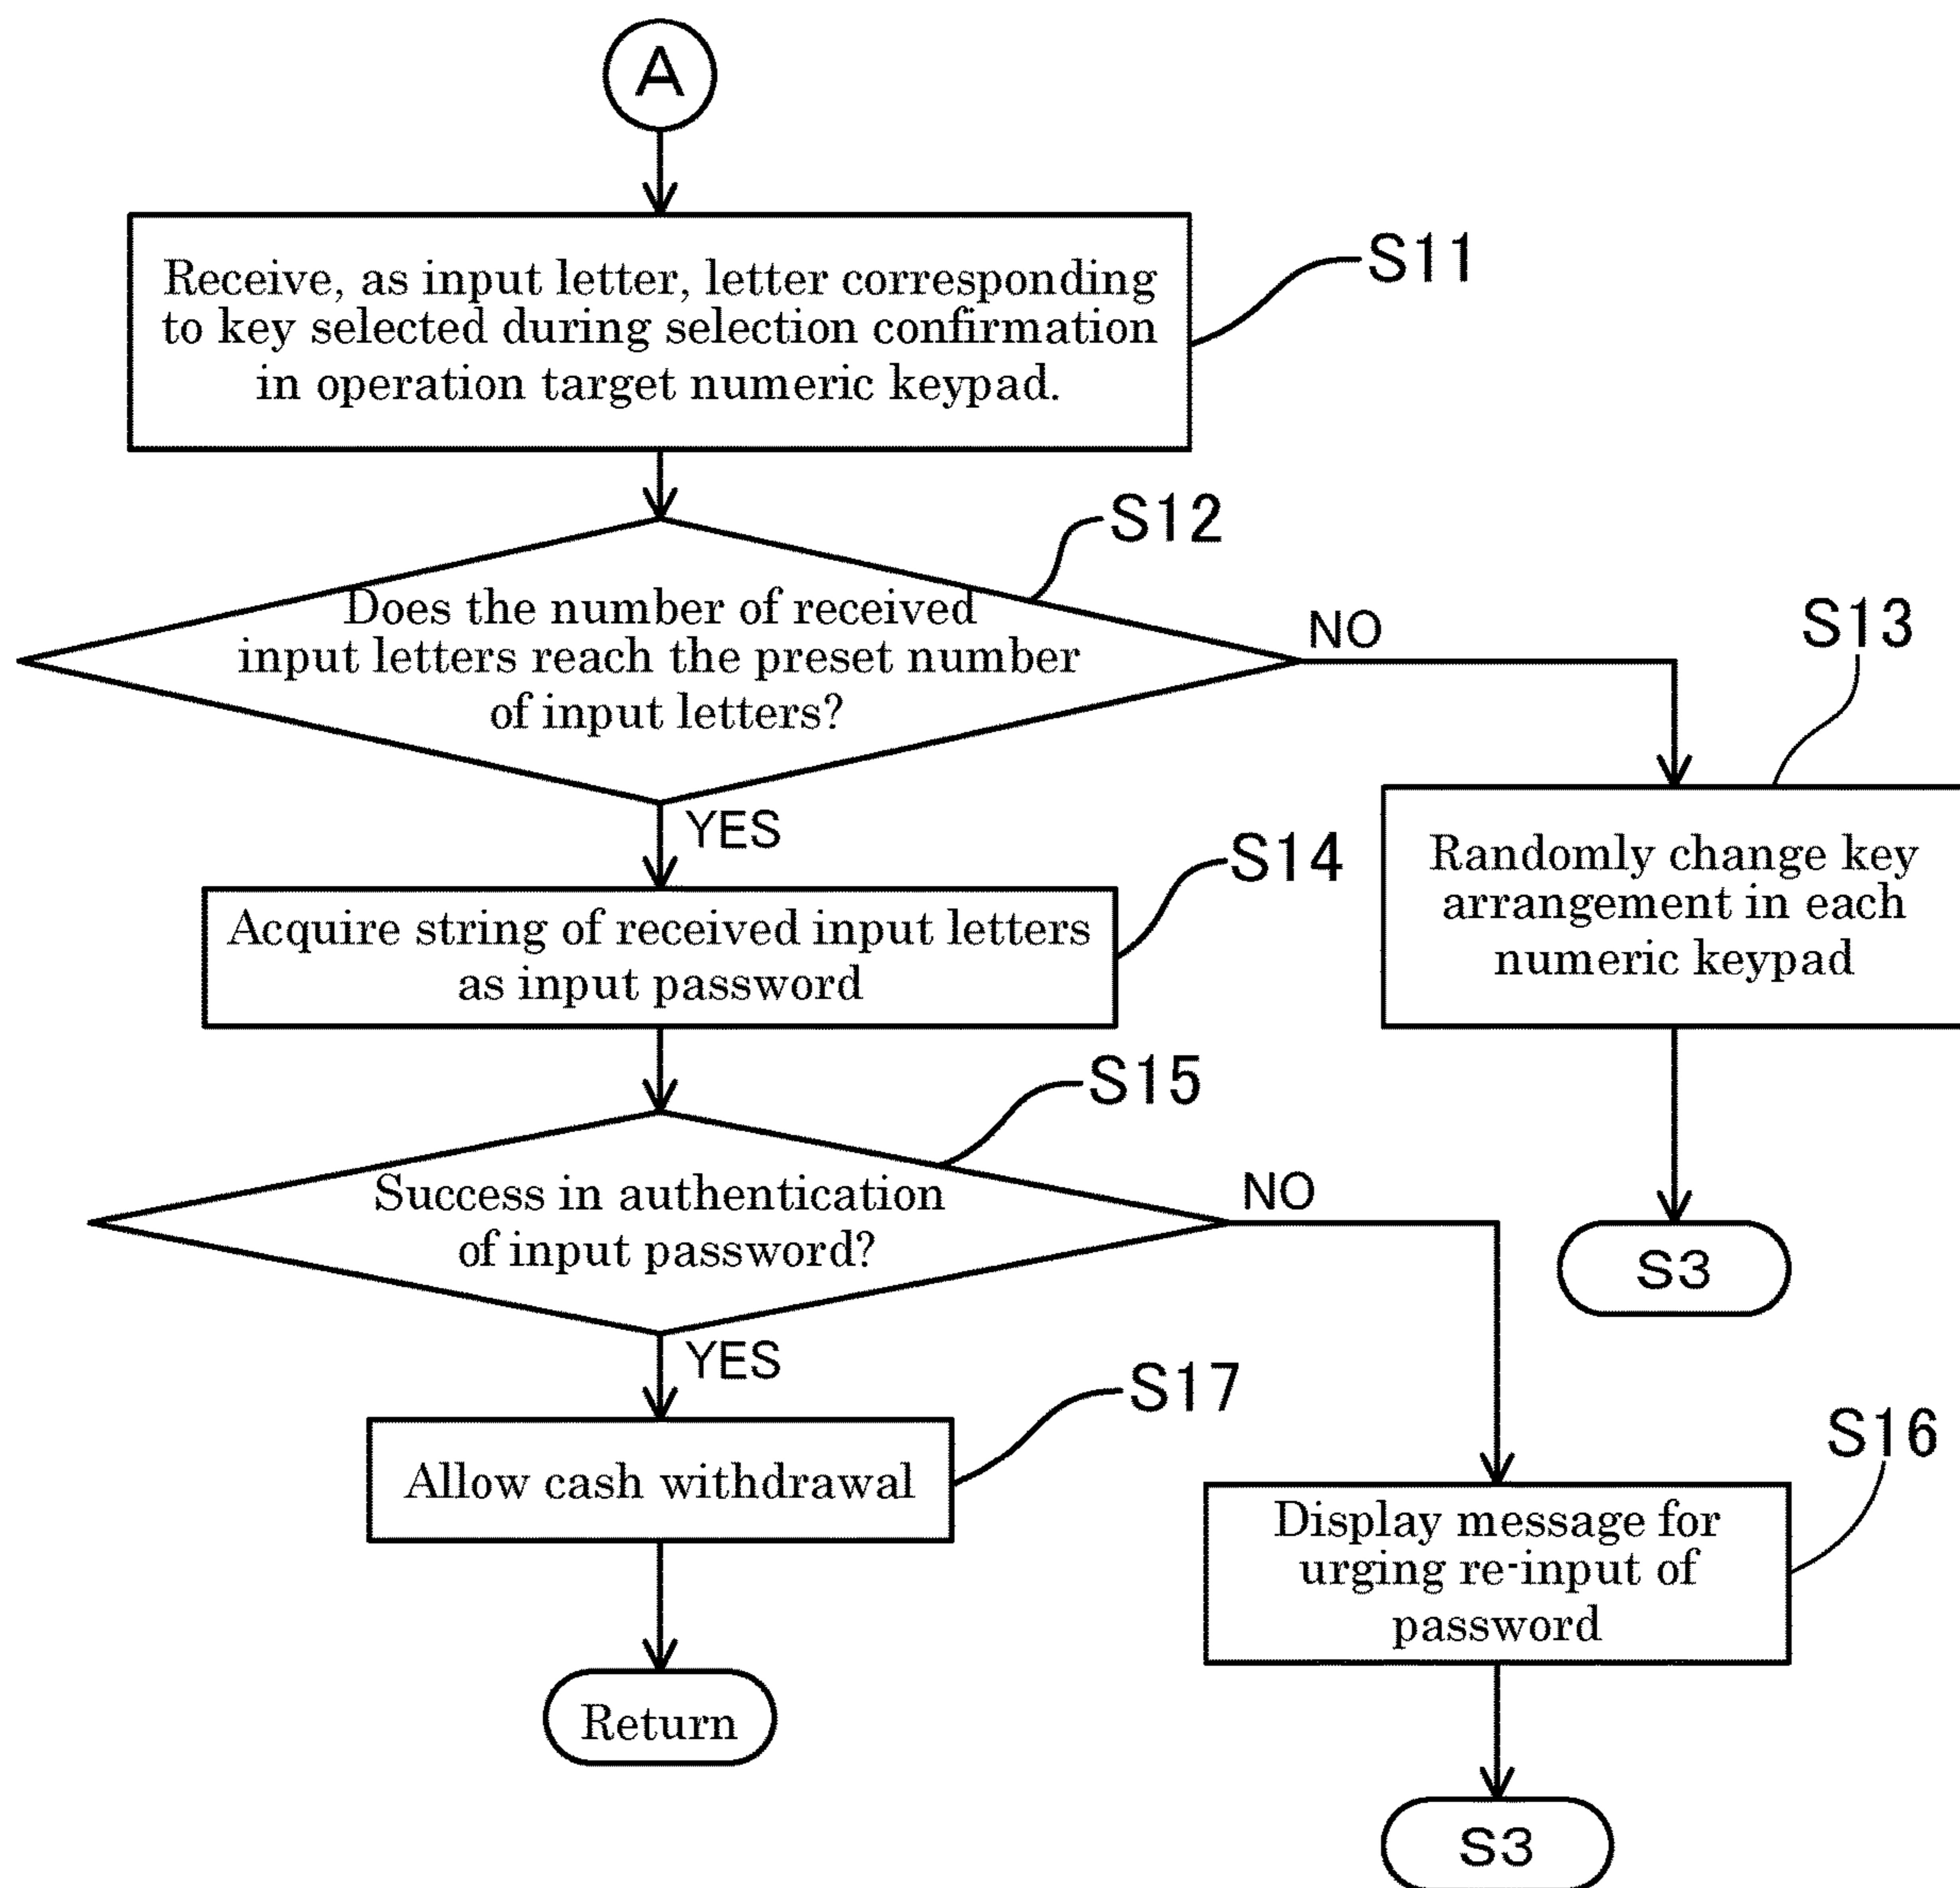 A
Receive, as input letter, letter corresponding
to key selected during selection confirmation
in operation target numeric keypad.
S11
Does the number of received
input letters reach the preset number
of input letters?
S12
NO
S13
Randomly change key
arrangement in each
numeric keypad
S3
YES
Acquire string of received input letters
as input password
S14
Success in authentication
of input password?
S15
NO
S16
Display message for
urging re-input of
password
S3
YES
Allow cash withdrawal
S17
Return